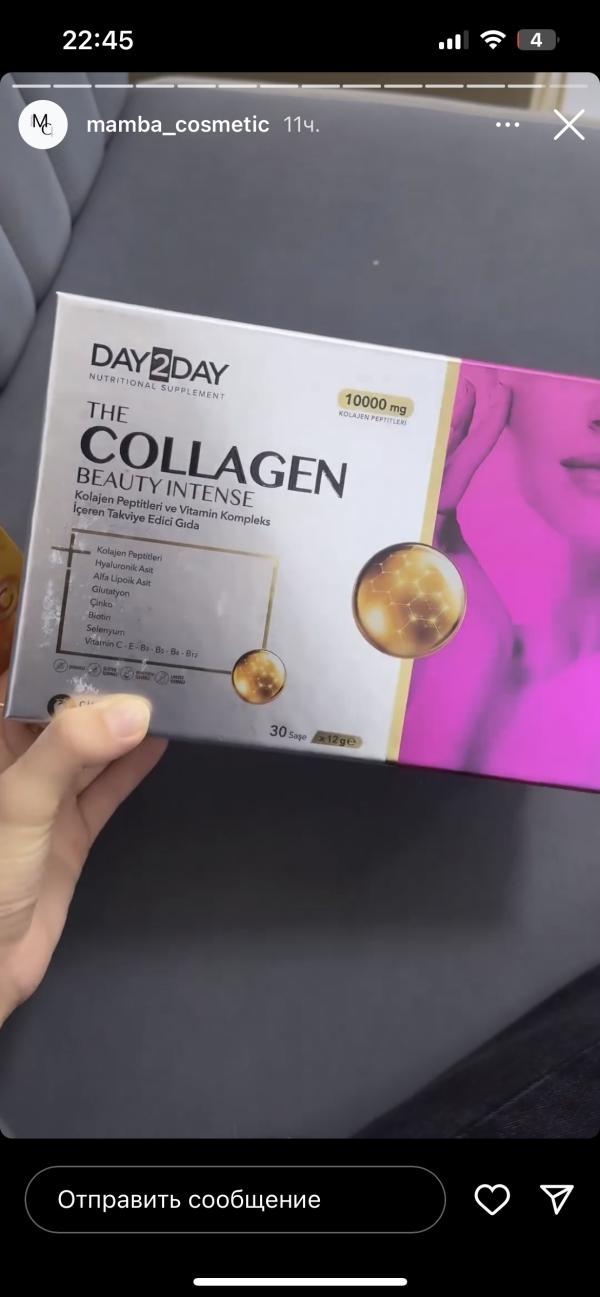 22:45
4
MC
mamba_cosmetic 11ч.
DAY2DAY
NUTRITIONAL SUPPLEMENT
10000 mg
KOLAJEN PEPTİTLERİ
THE
COLLAGEN
BEAUTY INTENSE
Kolajen Peptitleri ve Vitamin Kompleks
İçeren Takviye Edici Gıda
Kolajen Peptitleri
Hyaluronik Asit
Alfa Lipoik Asit
Glutatyon
Çinko
Biotin
Selenyum
Vitamin C - E - B3 - B5 - B6 - B12
30 Saşe x 12 g e
Отправить сообщение